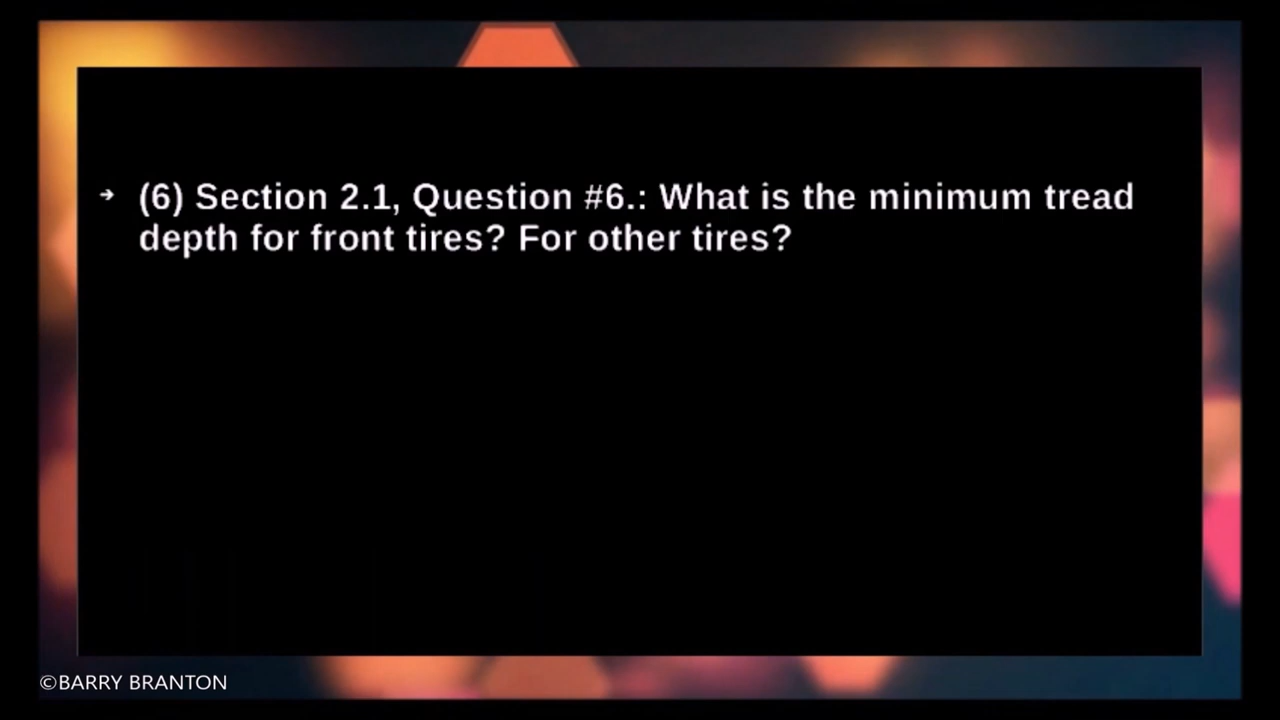 → (6) Section 2.1, Question #6.: What is the minimum tread
depth for front tires? For other tires?
©BARRY BRANTON